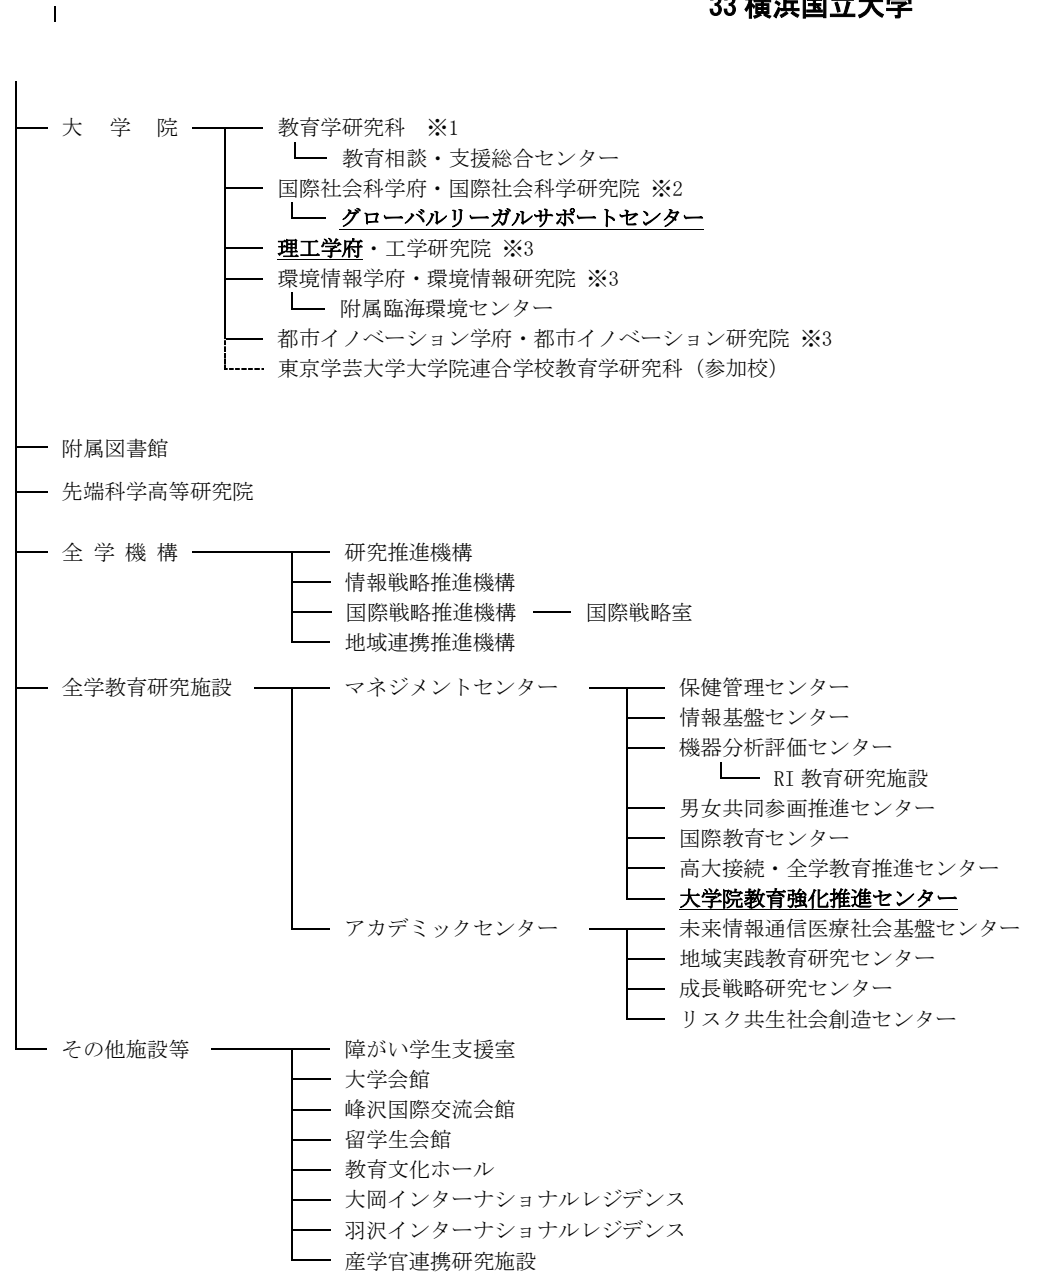 33 横浜国立大学
大 学 院 教育学研究科 ※1
教育相談・支援総合センター
国際社会科学府・国際社会科学研究院 ※2
グローバルリーガルサポートセンター
理工学府・工学研究院 ※3
環境情報学府・環境情報研究院 ※3
附属臨海環境センター
都市イノベーション学府・都市イノベーション研究院 ※3
東京学芸大学大学院連合学校教育学研究科（参加校）
附属図書館
先端科学高等研究院
全 学 機 構 研究推進機構
情報戦略推進機構
国際戦略推進機構 国際戦略室
地域連携推進機構
全学教育研究施設 マネジメントセンター 保健管理センター
情報基盤センター
機器分析評価センター
RI 教育研究施設
男女共同参画推進センター
国際教育センター
高大接続・全学教育推進センター
大学院教育強化推進センター
アカデミックセンター 未来情報通信医療社会基盤センター
地域実践教育研究センター
成長戦略研究センター
リスク共生社会創造センター
その他施設等 障がい学生支援室
大学会館
峰沢国際交流会館
留学生会館
教育文化ホール
大岡インターナショナルレジデンス
羽沢インターナショナルレジデンス
産学官連携研究施設